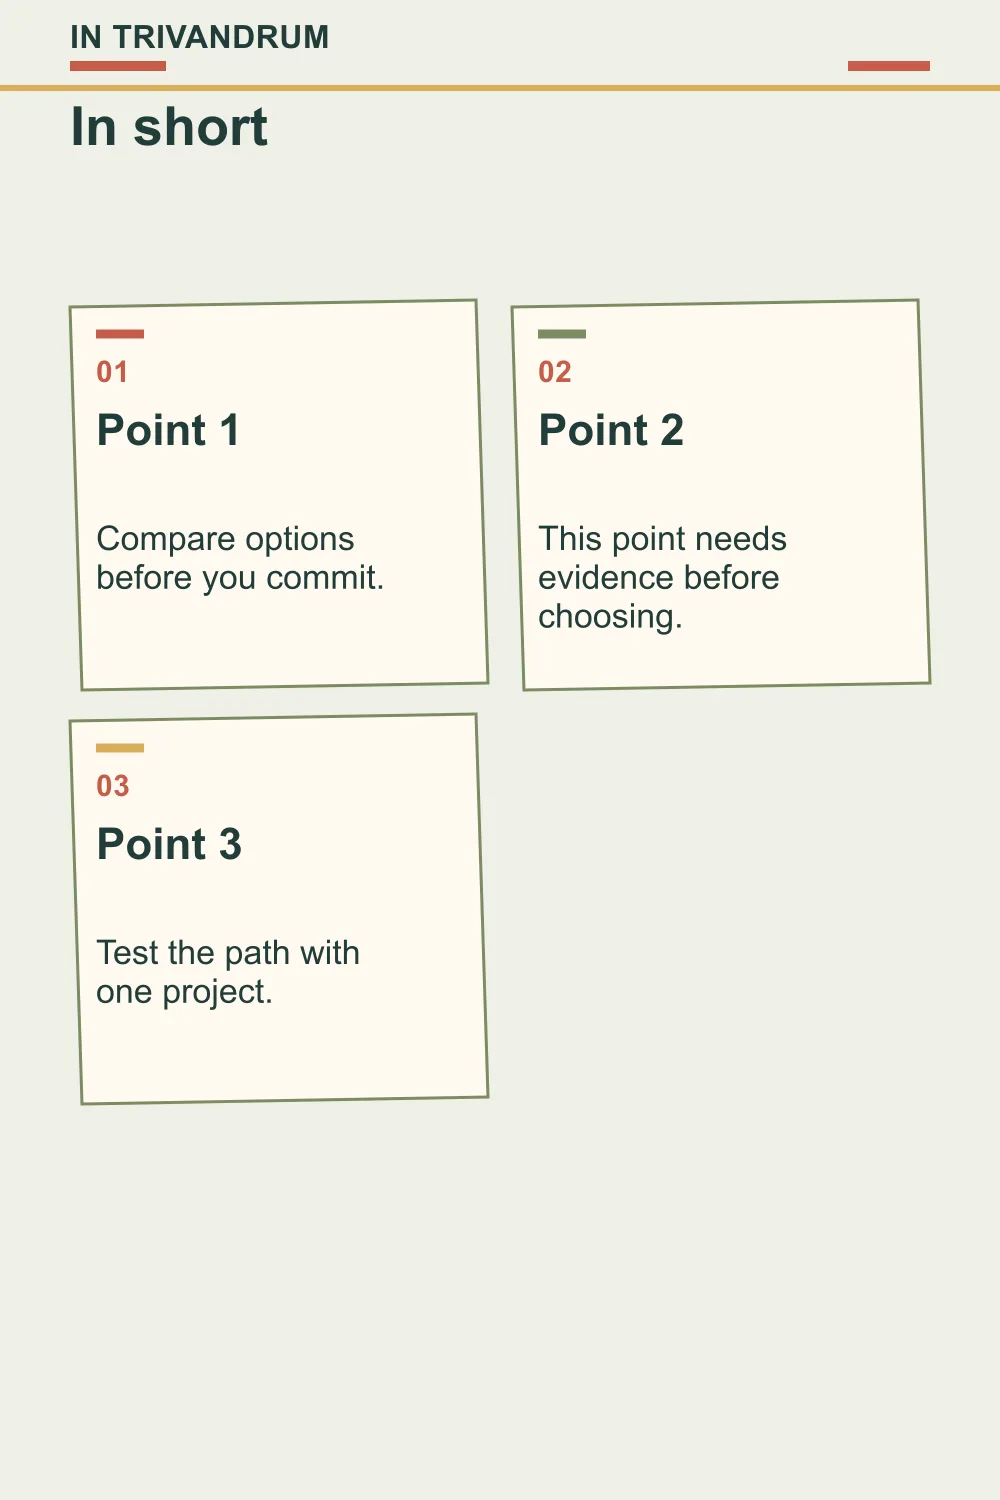 IN TRIVANDRUM
In short
01
Point 1
Compare options
before you commit.
02
Point 2
This point needs
evidence before
choosing.
03
Point 3
Test the path with
one project.